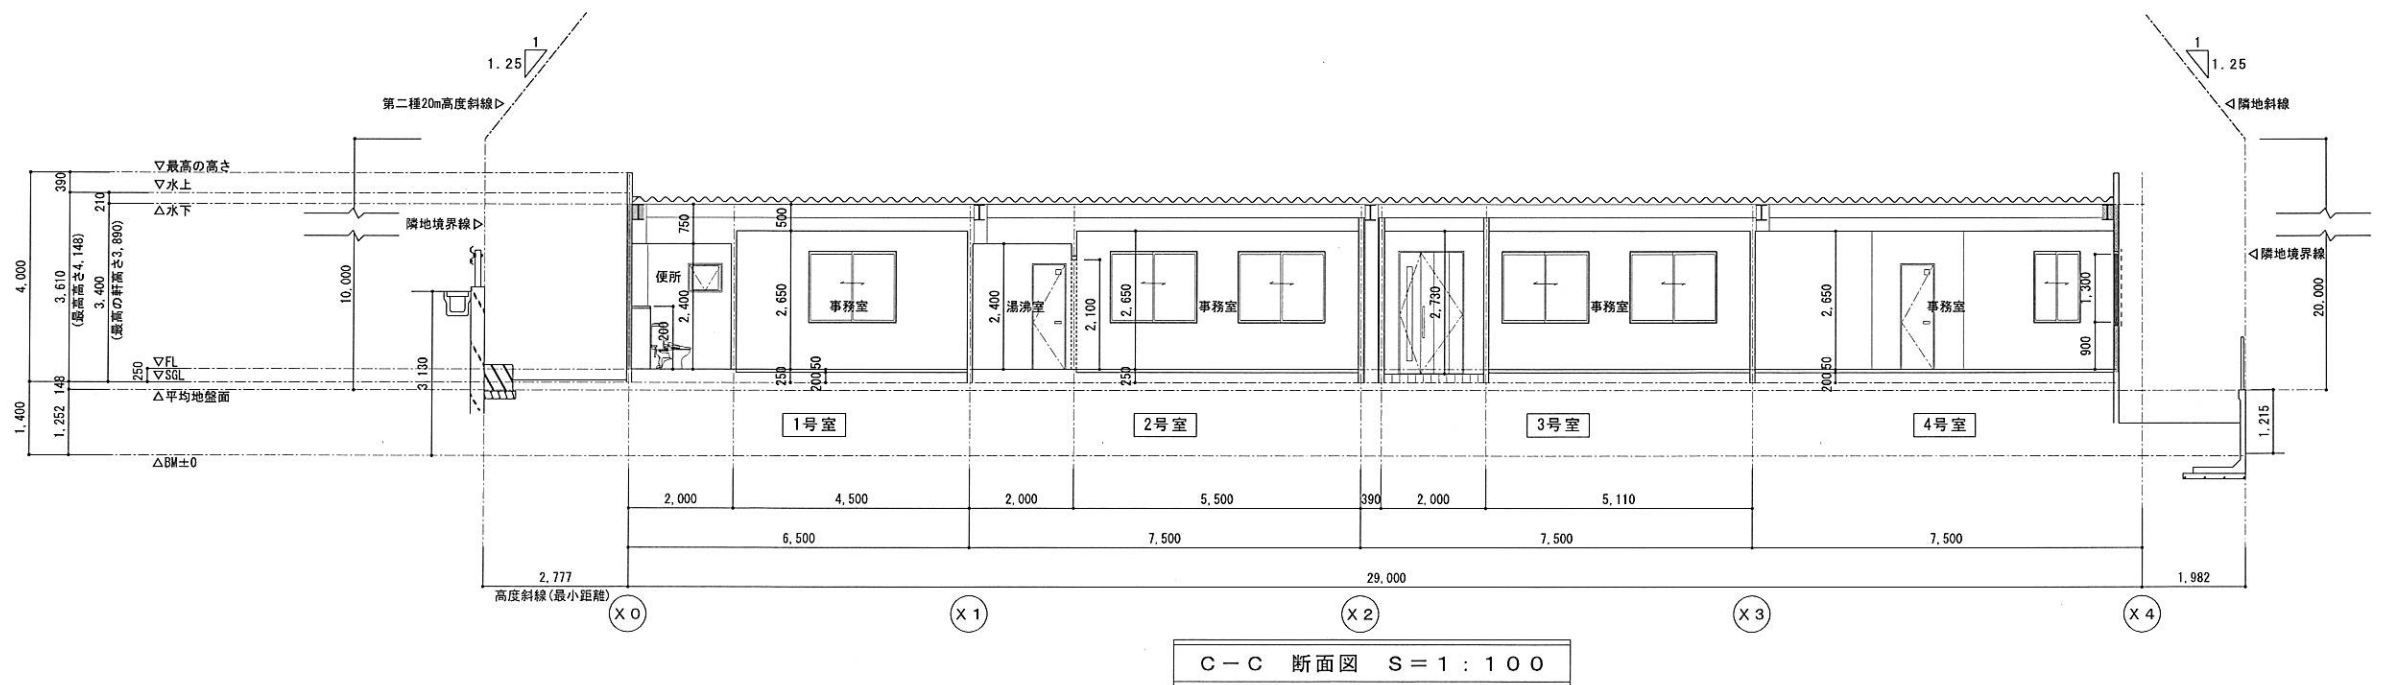 1
1.25
第二種20m高度斜線▷
1
1.25
◁隣地斜線
▽最高の高さ
▽水上
△水下
隣地境界線▷
◁隣地境界線
390
210
4,000
3,610
(最高高さ4,148)
3,400
(最高の軒高さ3,890)
10,000
20,000
▽FL
▽SGL
250
148
△平均地盤面
1,400
1,252
△BM±0
3,130
750
500
便所
2,400
1,200
2,650
事務室
250
200 50
2,400
湯沸室
2,100
2,650
事務室
250
2,730
事務室
2,650
200 50
事務室
1,300
900
1,215
1号室
2号室
3号室
4号室
2,000
4,500
2,000
5,500
390
2,000
5,110
6,500
7,500
7,500
7,500
2,777
29,000
1,982
高度斜線(最小距離)
X0
X1
X2
X3
X4
C-C 断面図 S=1:100